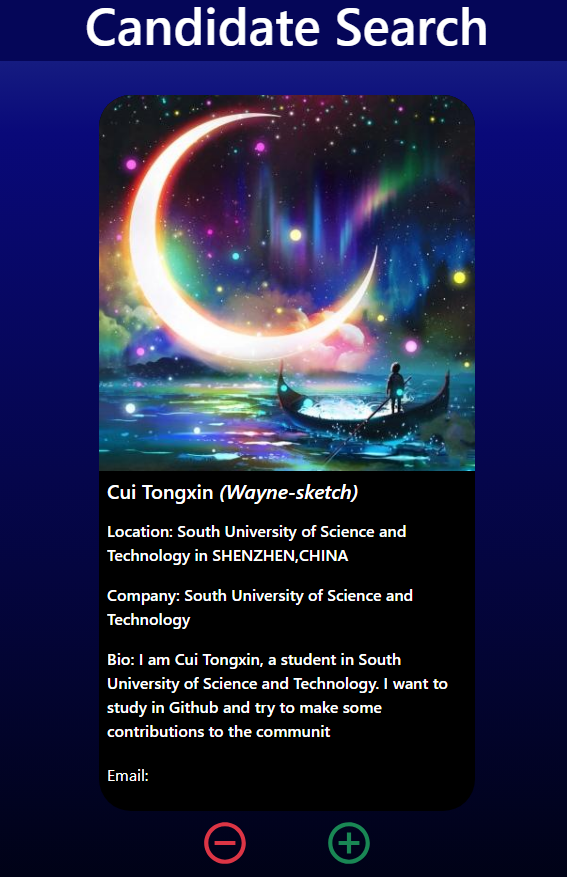 Candidate Search
Cui Tongxin (Wayne-sketch)
Location: South University of Science and
Technology in SHENZHEN,CHINA
Company: South University of Science and
Technology
Bio: I am Cui Tongxin, a student in South
University of Science and Technology. I want to
study in Github and try to make some
contributions to the communit
Email: